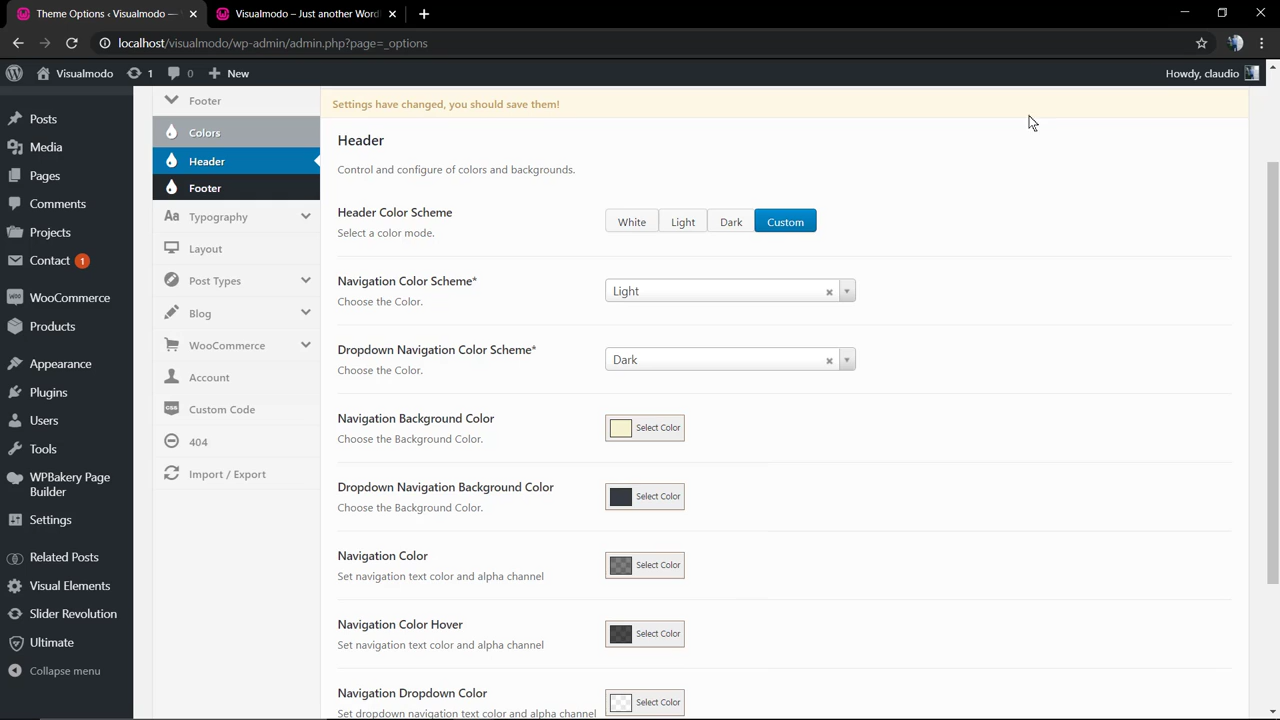 Theme Options ‹ Visualmodo —
Visualmodo – Just another Word
localhost/visualmodo/wp-admin/admin.php?page=_options
Visualmodo
1
0
New
Howdy, claudio
Posts
Media
Pages
Comments
Projects
Contact 1
WooCommerce
Products
Appearance
Plugins
Users
Tools
WPBakery Page
Builder
Settings
Related Posts
Visual Elements
Slider Revolution
Ultimate
Collapse menu
Footer
Colors
Header
Footer
Aa Typography
Layout
Post Types
Blog
WooCommerce
Account
CSS Custom Code
404
Import / Export
Settings have changed, you should save them!
Header
Control and configure of colors and backgrounds.
Header Color Scheme
Select a color mode.
White Light Dark Custom
Navigation Color Scheme*
Choose the Color.
Light
Dropdown Navigation Color Scheme*
Choose the Color.
Dark
Navigation Background Color
Choose the Background Color.
Select Color
Dropdown Navigation Background Color
Choose the Background Color.
Select Color
Navigation Color
Set navigation text color and alpha channel
Select Color
Navigation Color Hover
Set navigation text color and alpha channel
Select Color
Navigation Dropdown Color
Set dropdown navigation text color and alpha channel
Select Color